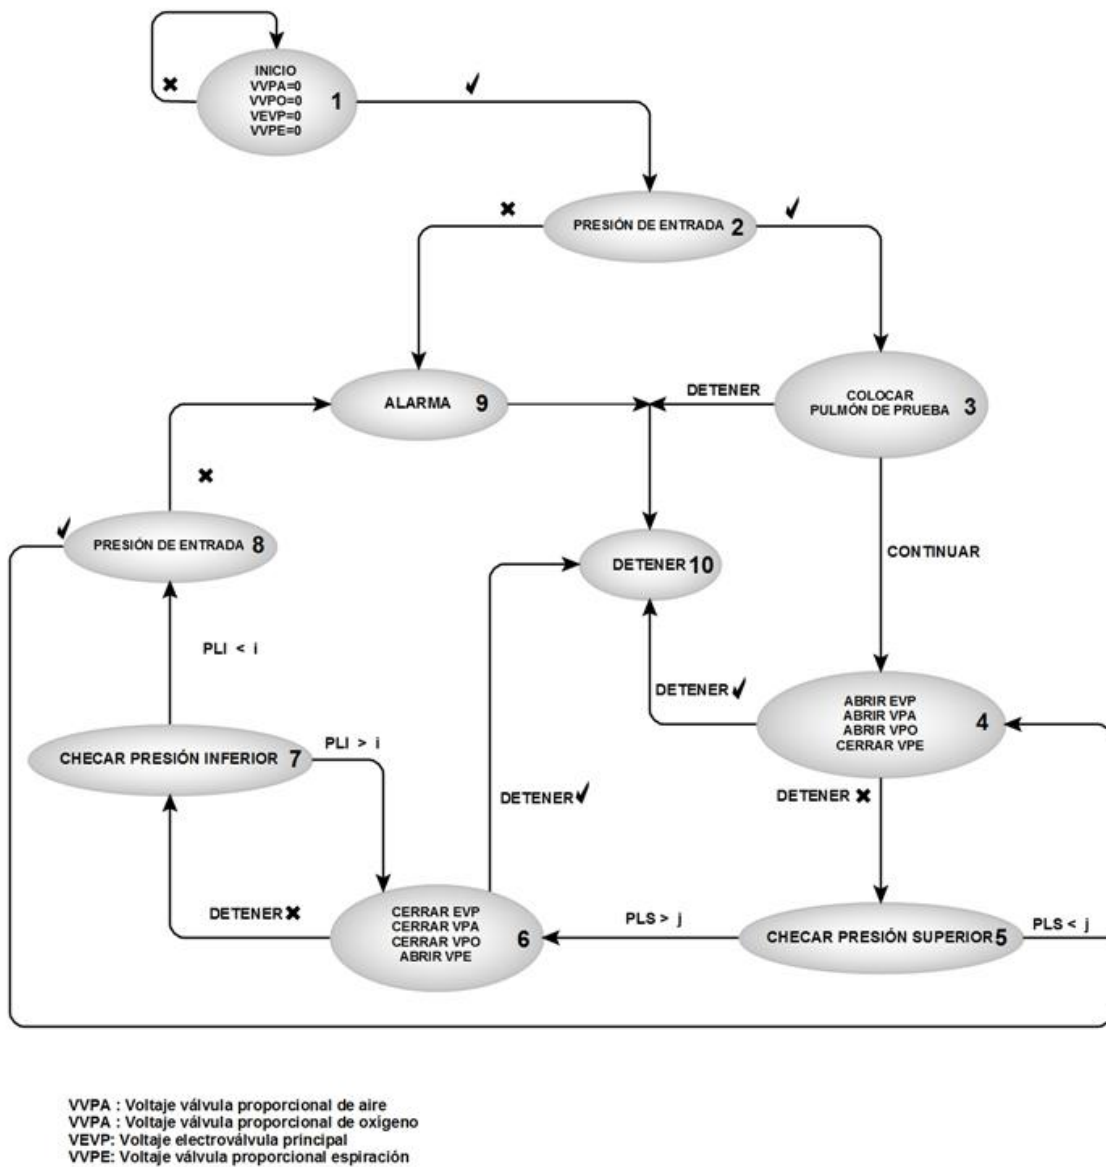 INICIO
VVPA=0
VVPO=0
VEVP=0
VVPE=0
1
PRESIÓN DE ENTRADA 2
ALARMA 9
DETENER
COLOCAR
PULMÓN DE PRUEBA 3
PRESIÓN DE ENTRADA 8
DETENER 10
CONTINUAR
PLI < i
DETENER
ABRIR EVP
ABRIR VPA
ABRIR VPO
CERRAR VPE
4
CHECAR PRESIÓN INFERIOR 7
PLI > i
DETENER
DETENER
DETENER
CERRAR EVP
CERRAR VPA
CERRAR VPO
ABRIR VPE
6
PLS > j
CHECAR PRESIÓN SUPERIOR 5
PLS < j
VVPA : Voltaje válvula proporcional de aire
VVPA : Voltaje válvula proporcional de oxígeno
VEVP: Voltaje electroválvula principal
VVPE: Voltaje válvula proporcional espiración